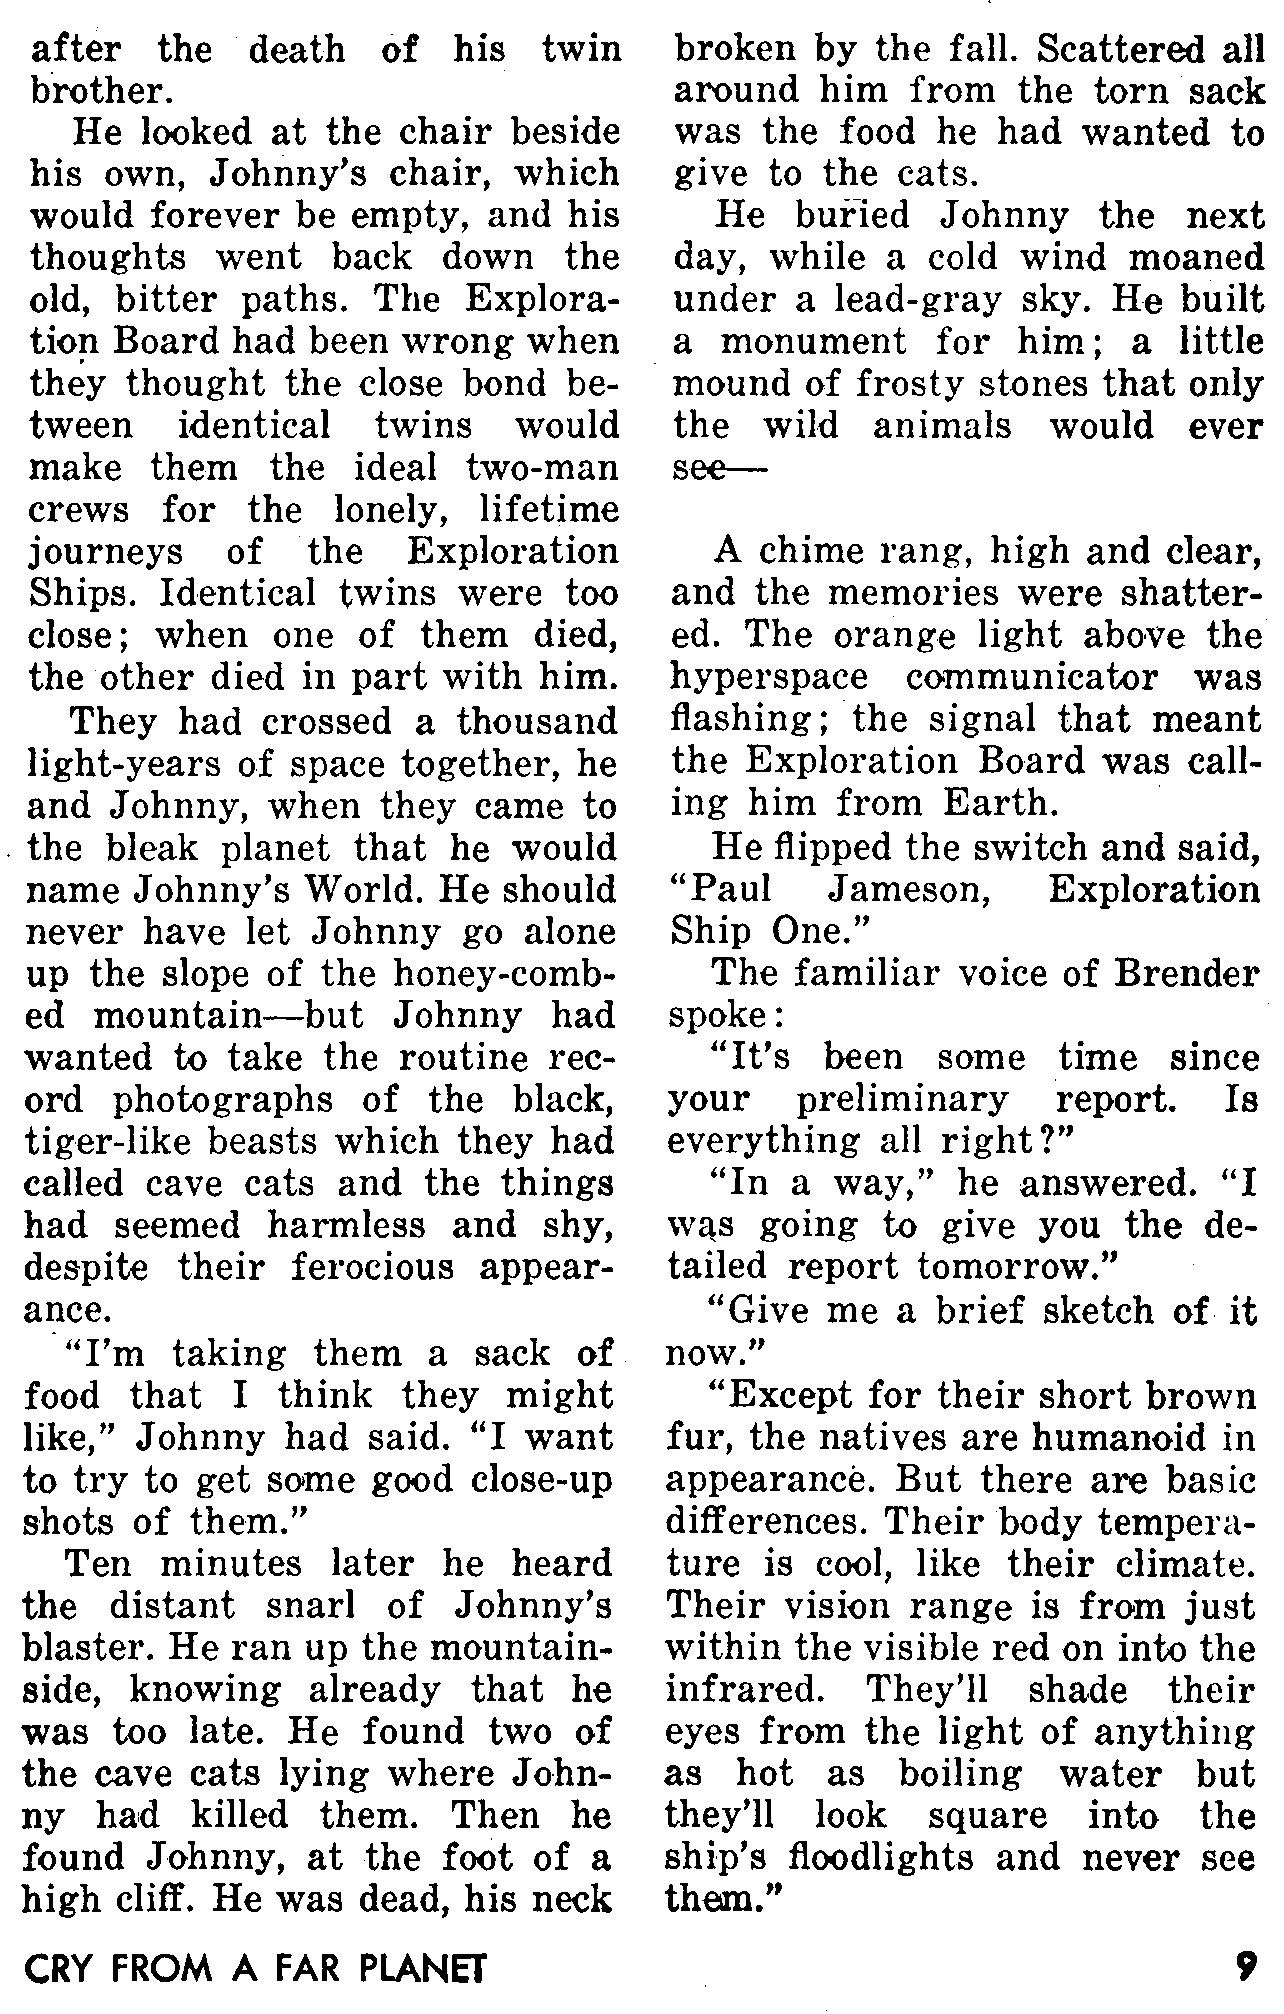 after the death of his twin
brother.
He looked at the chair beside
his own, Johnny's chair, which
would forever be empty, and his
thoughts went back down the
old, bitter paths. The Explora-
tion Board had been wrong when
they thought the close bond be-
tween identical twins would
make them the ideal two-man
crews for the lonely, lifetime
journeys of the Exploration
Ships. Identical twins were too
close; when one of them died,
the other died in part with him.
They had crossed a thousand
light-years of space together, he
and Johnny, when they came to
the bleak planet that he would
name Johnny's World. He should
never have let Johnny go alone
up the slope of the honey-comb-
ed mountain—but Johnny had
wanted to take the routine rec-
ord photographs of the black,
tiger-like beasts which they had
called cave cats and the things
had seemed harmless and shy,
despite their ferocious appear-
ance.
"I'm taking them a sack of
food that I think they might
like," Johnny had said. "I want
to try to get some good close-up
shots of them."
Ten minutes later he heard
the distant snarl of Johnny's
blaster. He ran up the mountain-
side, knowing already that he
was too late. He found two of
the cave cats lying where John-
ny had killed them. Then he
found Johnny, at the foot of a
high cliff. He was dead, his neck
broken by the fall. Scattered all
around him from the torn sack
was the food he had wanted to
give to the cats.
He buried Johnny the next
day, while a cold wind moaned
under a lead-gray sky. He built
a monument for him; a little
mound of frosty stones that only
the wild animals would ever
see—
A chime rang, high and clear,
and the memories were shatter-
ed. The orange light above the
hyperspace communicator was
flashing; the signal that meant
the Exploration Board was call-
ing him from Earth.
He flipped the switch and said,
"Paul Jameson, Exploration
Ship One."
The familiar voice of Brender
spoke:
"It's been some time since
your preliminary report. Is
everything all right?"
"In a way," he answered. "I
was going to give you the de-
tailed report tomorrow."
"Give me a brief sketch of it
now."
"Except for their short brown
fur, the natives are humanoid in
appearance. But there are basic
differences. Their body tempera-
ture is cool, like their climate.
Their vision range is from just
within the visible red on into the
infrared. They'll shade their
eyes from the light of anything
as hot as boiling water but
they'll look square into the
ship's floodlights and never see
them."
CRY FROM A FAR PLANET 9